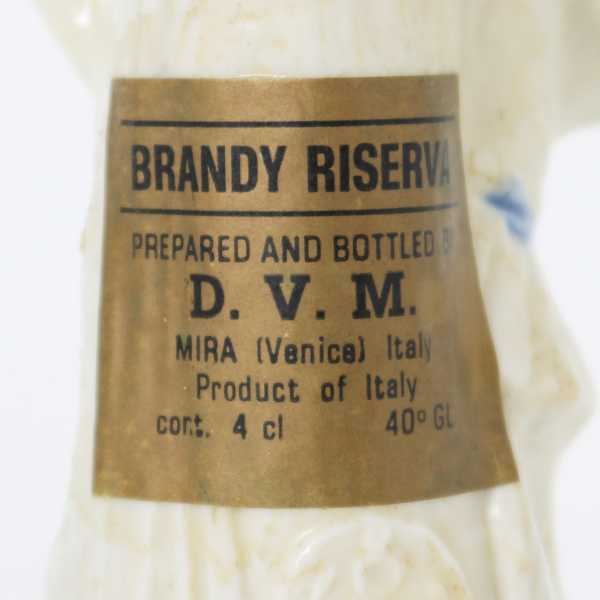 BRANDY RISERVA
PREPARED AND BOTTLED B
D. V. M.
MIRA (Venice) Italy
Product of Italy
cont. 4 cl 40° GL